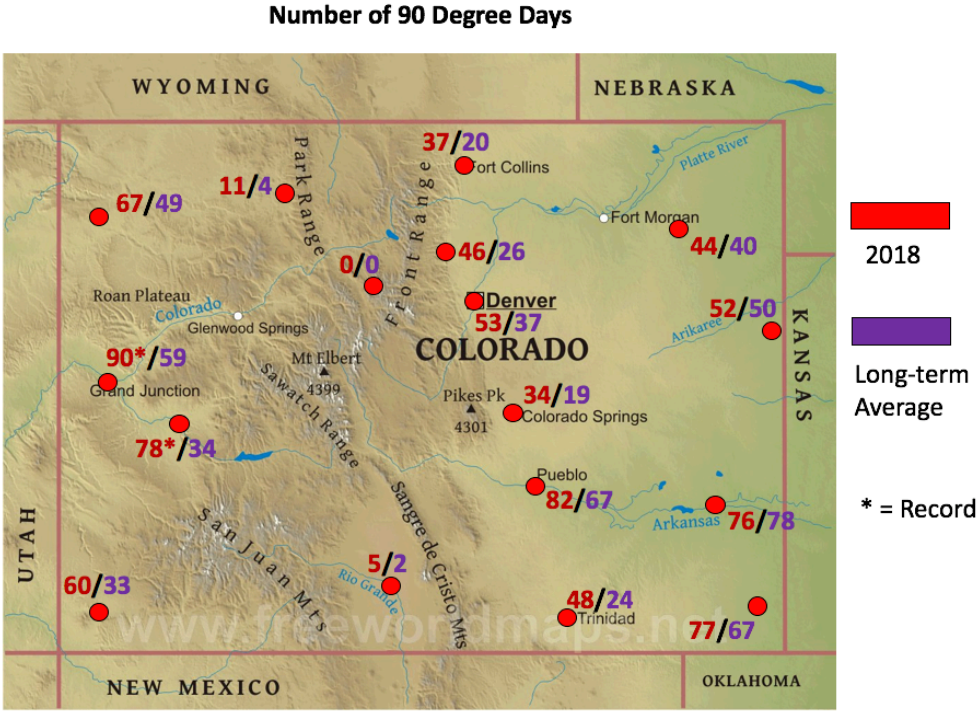 Number of 90 Degree Days
WYOMING
NEBRASKA
37/20
Fort Collins
Park Range
Front Range
Platte River
11/4
67/49
Fort Morgan
44/40
46/26
0/0
2018
Roan Plateau
Colorado
Glenwood Springs
Denver
53/37
52/50
Arikaree
KANSAS
COLORADO
90*/59
Grand Junction
Mt Elbert
4399
Sawatch Range
Long-term
Average
Pikes Pk
4301
34/19
Colorado Springs
78*/34
Pueblo
82/67
Arkansas
76/78
* = Record
UTAH
San Juan Mts
Sangre de Cristo Mts
5/2
Rio Grande
60/33
48/24
Trinidad
77/67
www.freeworldmaps.net
NEW MEXICO
OKLAHOMA